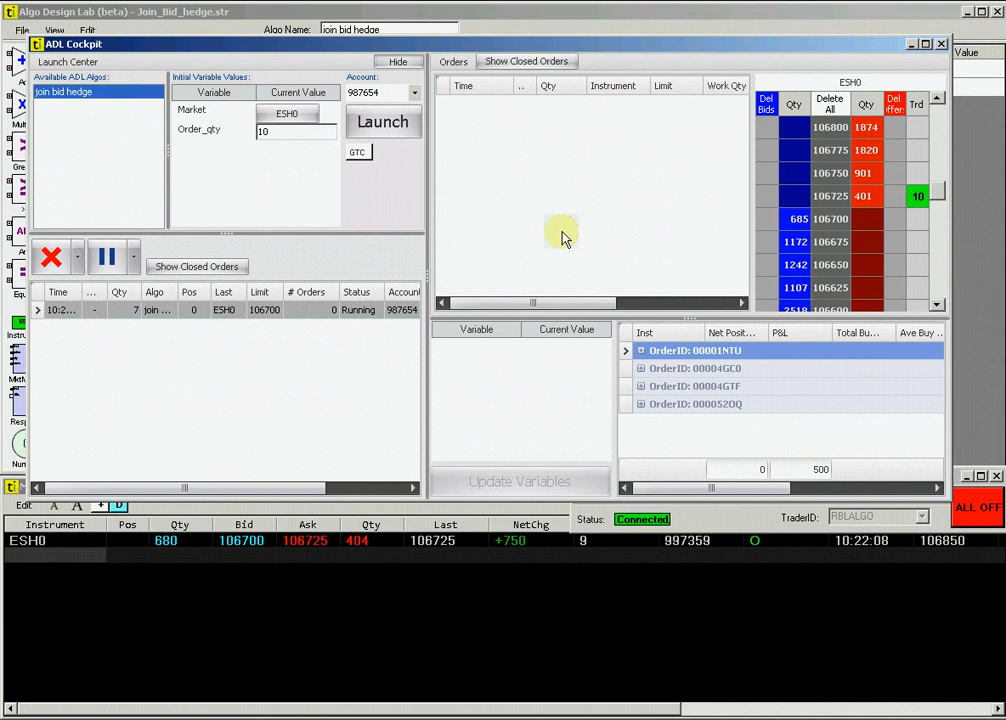 ti Algo Design Lab (beta) - Join_Bid_hedge.str
File View Edit Algo Name: join bid hedge
ti ADL Cockpit
Value
Launch Center Hide
Available ADL Algos:
join bid hedge
Initial Variable Values:
Variable Current Value
Market ESH0
Order_qty 10
Account:
987654
Launch
GTC
Orders Show Closed Orders
Time .. Qty Instrument Limit Work Qty
ESH0
Del Bids Qty Delete All Qty Del Trd
106800 1874
106775 1820
106750 901
106725 401 10
685 106700
1172 106675
1242 106650
1107 106625
2518 106600
Show Closed Orders
Time ... Qty Algo Pos Last Limit # Orders Status Account
10:2... 7 join ... 0 ESH0 106700 0 Running 987654
Variable Current Value
Update Variables
Inst Net Posit... P&L Total Bu... Ave Buy ..
OrderID: 00001NTU
OrderID: 00004GC0
OrderID: 00004GTF
OrderID: 000052OQ
0 500
Edit A A + D
Status: Connected TraderID: RBLALGO
ALL OFF
Instrument Pos Qty Bid Ask Qty Last NetChg
ESH0 680 106700 106725 404 106725 +750 9 997359 O 10:22:08 106850